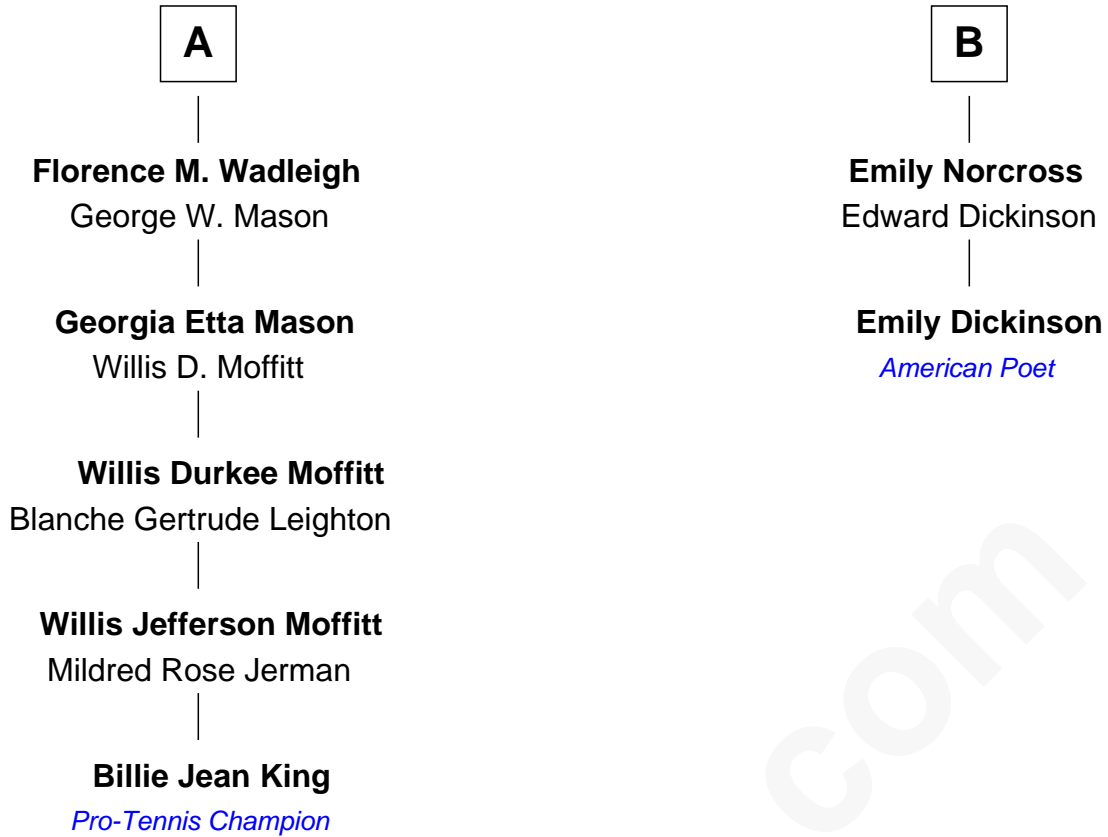 A
Florence M. Wadleigh
George W. Mason
Georgia Etta Mason
Willis D. Moffitt
Willis Durkee Moffitt
Blanche Gertrude Leighton
Willis Jefferson Moffitt
Mildred Rose Jerman
Billie Jean King
Pro-Tennis Champion
B
Emily Norcross
Edward Dickinson
Emily Dickinson
American Poet
com